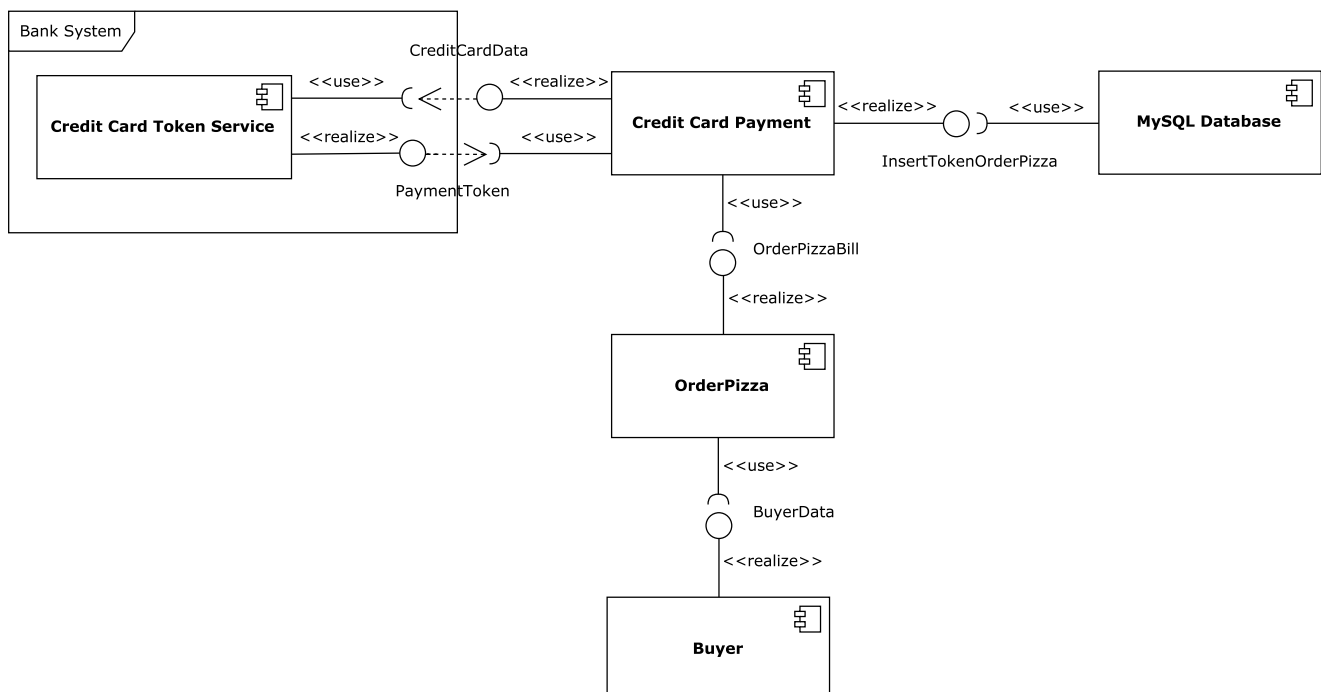 Bank System
CreditCardData
<<use>>
<<realize>>
Credit Card Token Service
<<realize>>
<<use>>
PaymentToken
Credit Card Payment
<<realize>>
<<use>>
InsertTokenOrderPizza
MySQL Database
<<use>>
OrderPizzaBill
<<realize>>
OrderPizza
<<use>>
BuyerData
<<realize>>
Buyer